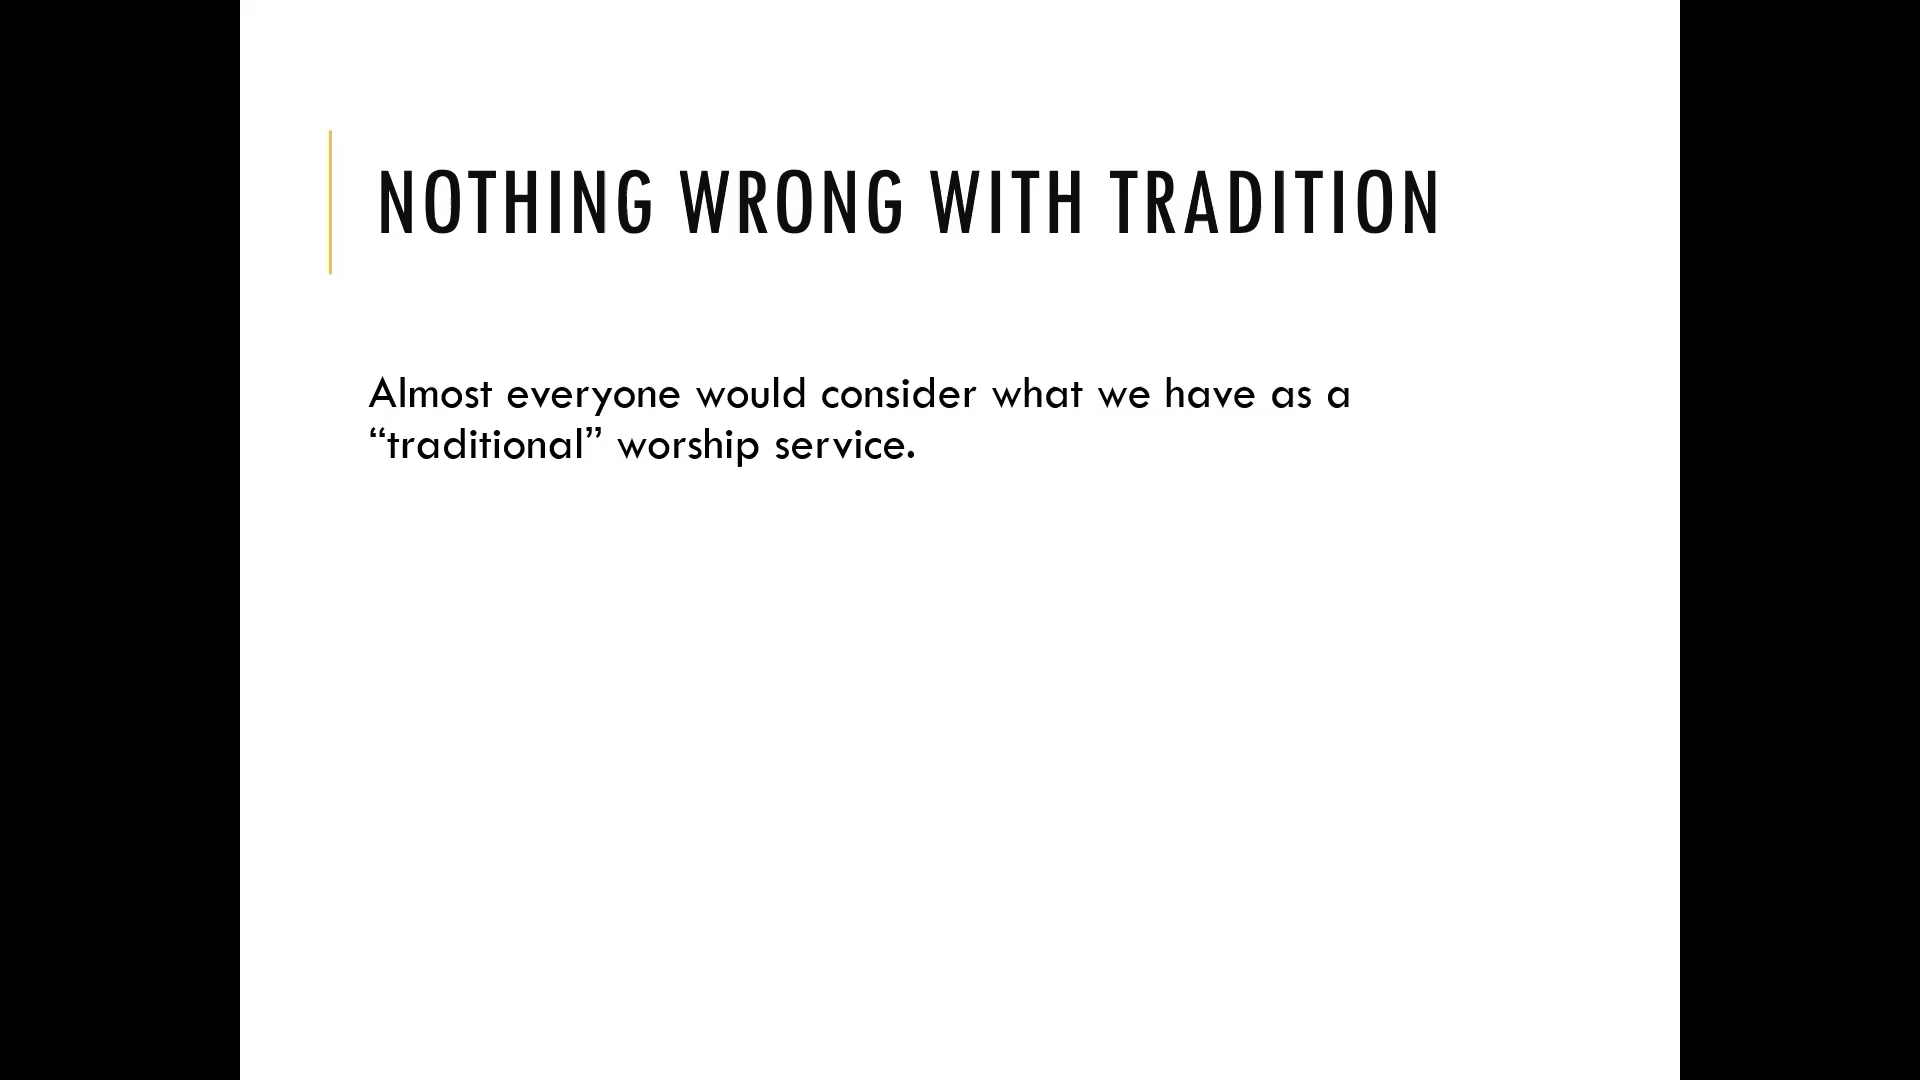 NOTHING WRONG WITH TRADITION
Almost everyone would consider what we have as a
“traditional” worship service.